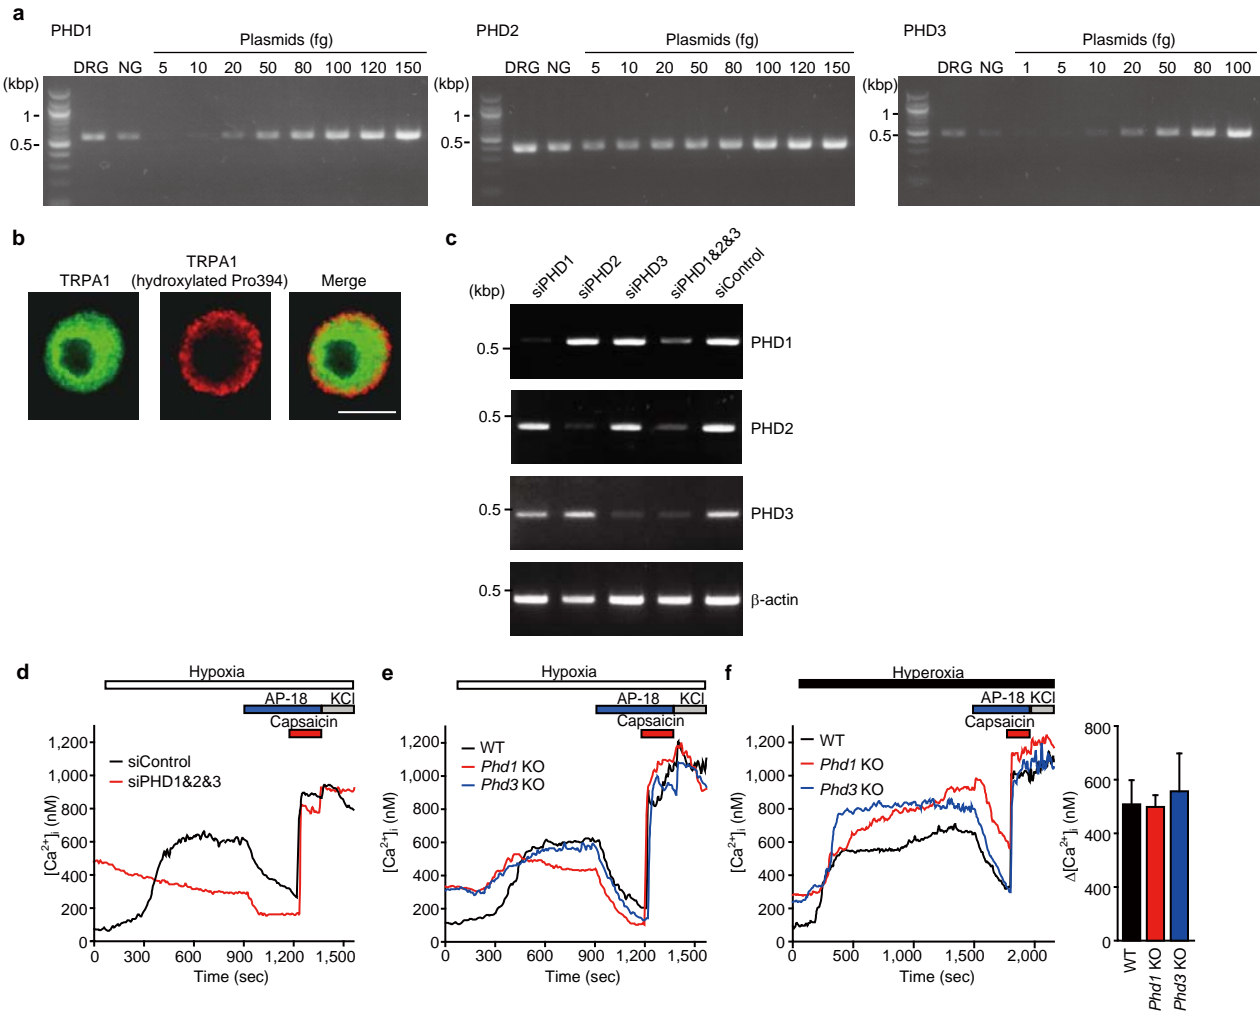 a
PHD1
Plasmids (fg)
DRG NG 5 10 20 50 80 100 120 150
(kbp)
1-
0.5-
PHD2
Plasmids (fg)
DRG NG 5 10 20 50 80 100 120 150
(kbp)
1-
0.5-
PHD3
Plasmids (fg)
DRG NG 1 5 10 20 50 80 100
(kbp)
1-
0.5-
b
TRPA1
TRPA1
(hydroxylated Pro394)
Merge
c
(kbp)
siPHD1
siPHD2
siPHD3
siPHD1&2&3
siControl
0.5
PHD1
0.5
PHD2
0.5
PHD3
0.5
β-actin
d
Hypoxia
AP-18 KCl
Capsaicin
siControl
siPHD1&2&3
[Ca2+]i (nM)
1,200
1,000
800
600
400
200
0
0 300 600 900 1,200 1,500
Time (sec)
e
Hypoxia
AP-18 KCl
Capsaicin
WT
Phd1 KO
Phd3 KO
[Ca2+]i (nM)
1,200
1,000
800
600
400
200
0
0 300 600 900 1,200 1,500
Time (sec)
f
Hyperoxia
AP-18 KCl
Capsaicin
WT
Phd1 KO
Phd3 KO
[Ca2+]i (nM)
1,200
1,000
800
600
400
200
0
0 500 1,000 1,500 2,000
Time (sec)
Δ[Ca2+]i (nM)
800
600
400
400
0
WT
Phd1 KO
Phd3 KO